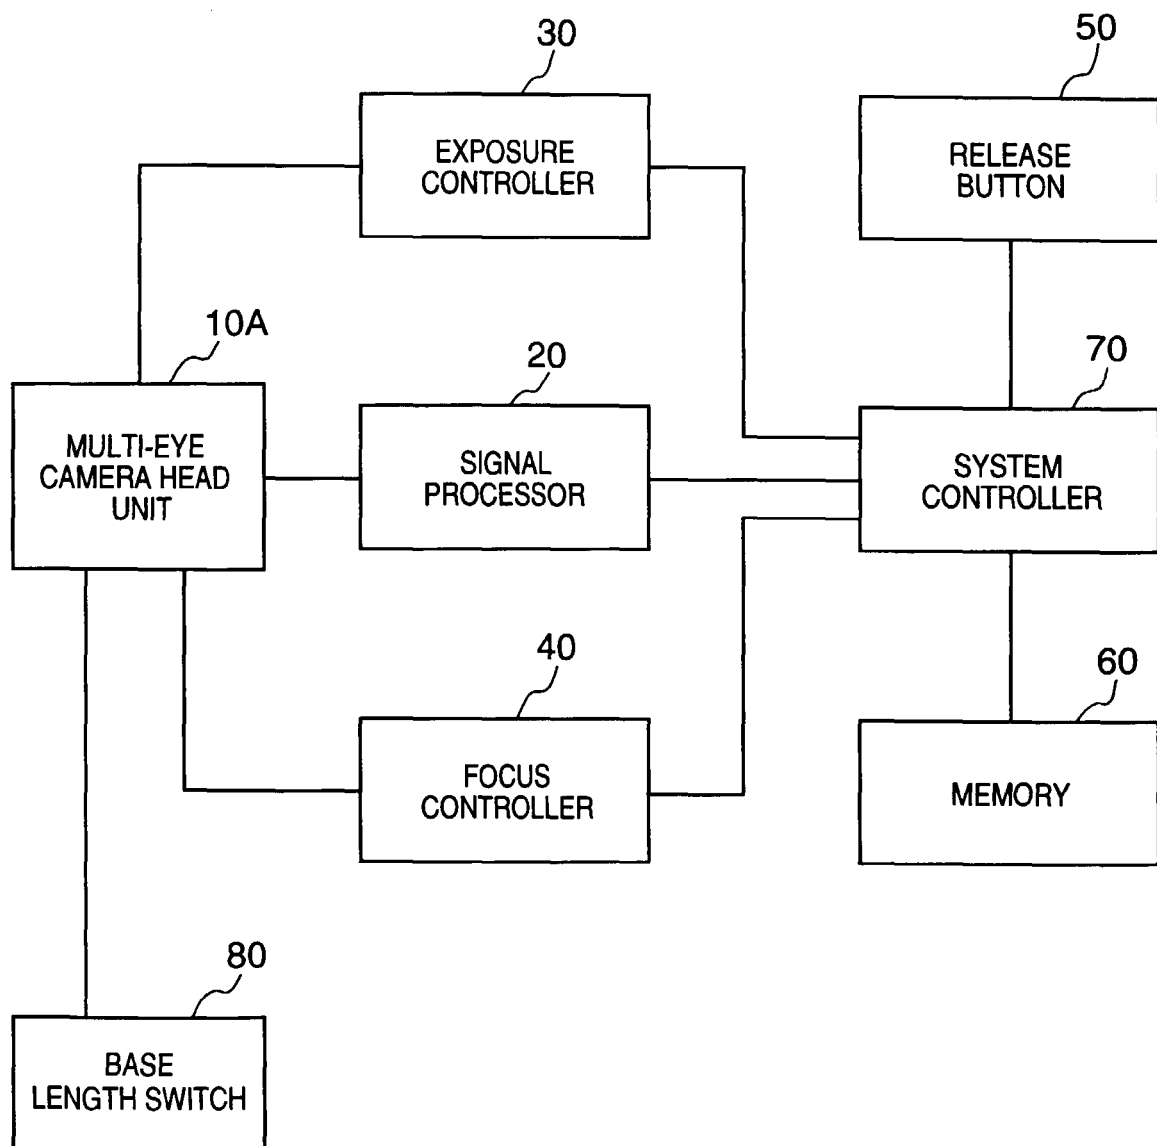 30
EXPOSURE
CONTROLLER
50
RELEASE
BUTTON
10A
MULTI-EYE
CAMERA HEAD
UNIT
20
SIGNAL
PROCESSOR
70
SYSTEM
CONTROLLER
40
FOCUS
CONTROLLER
60
MEMORY
80
BASE
LENGTH SWITCH